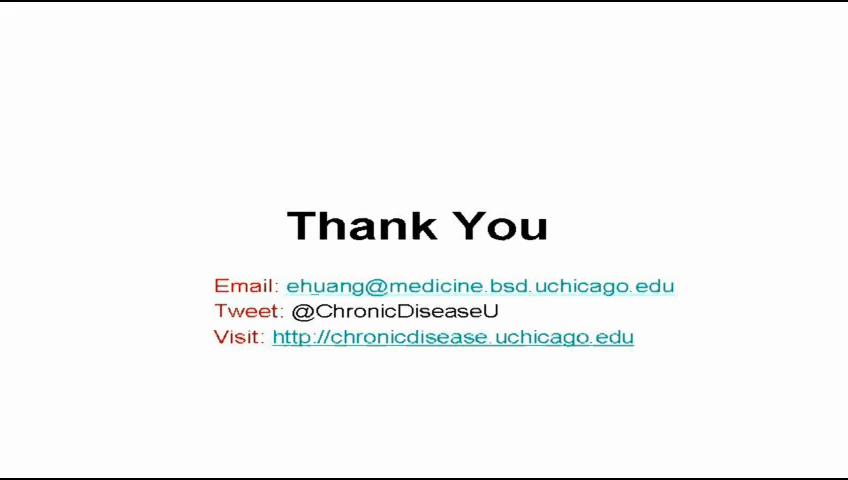 Thank You
Email: ehuang@medicine.bsd.uchicago.edu
Tweet: @ChronicDiseaseU
Visit: http://chronicdisease.uchicago.edu